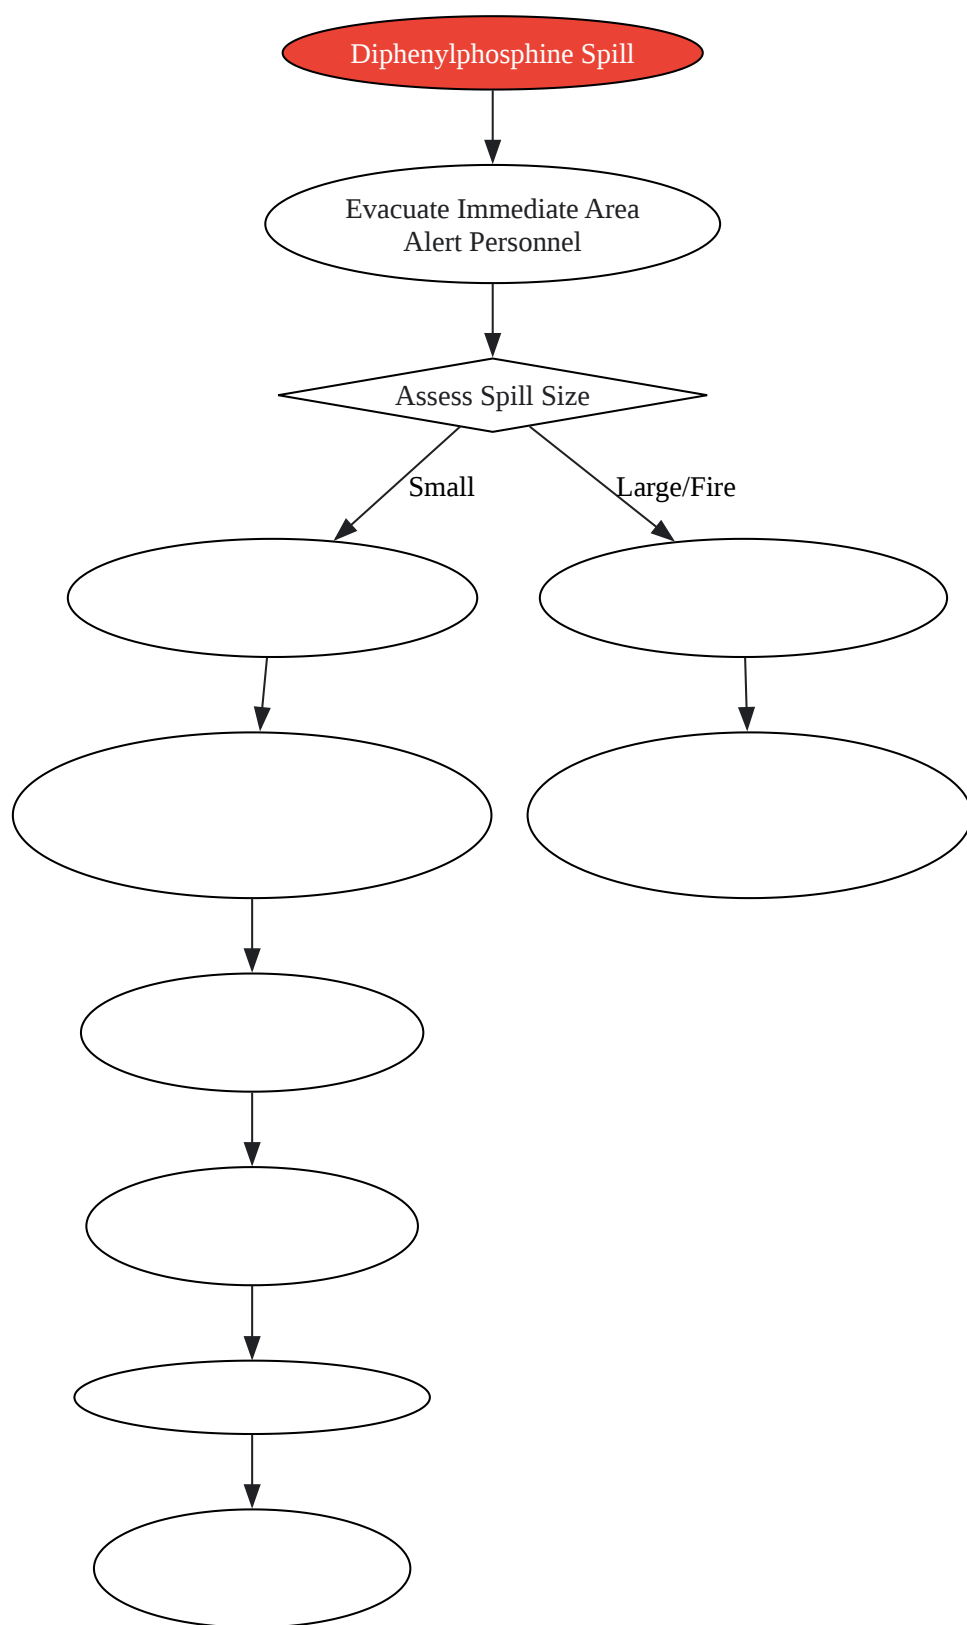 Diphenylphosphine Spill
Evacuate Immediate Area
Alert Personnel
Assess Spill Size
Small
Large/Fire